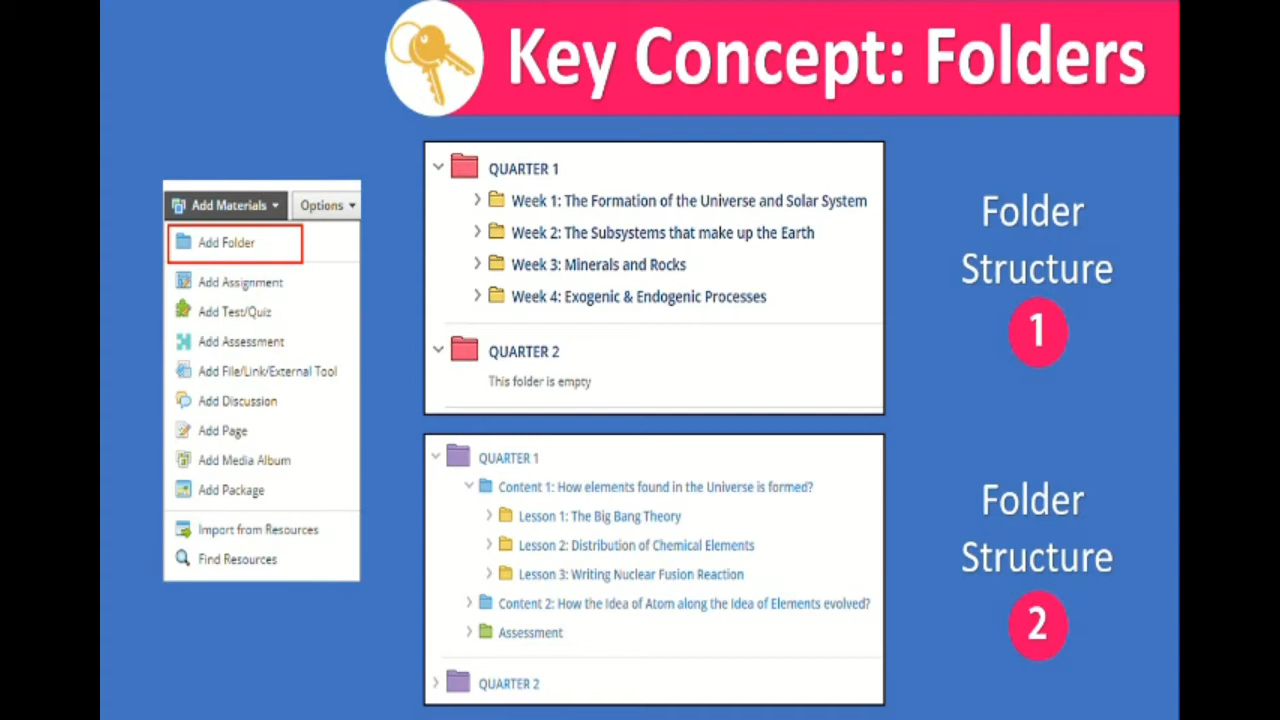 Key Concept: Folders
Add Materials
Options
Add Folder
Add Assignment
Add Test/Quiz
Add Assessment
Add File/Link/External Tool
Add Discussion
Add Page
Add Media Album
Add Package
Import from Resources
Find Resources
QUARTER 1
Week 1: The Formation of the Universe and Solar System
Week 2: The Subsystems that make up the Earth
Week 3: Minerals and Rocks
Week 4: Exogenic & Endogenic Processes
QUARTER 2
This folder is empty
Folder
Structure
1
QUARTER 1
Content 1: How elements found in the Universe is formed?
Lesson 1: The Big Bang Theory
Lesson 2: Distribution of Chemical Elements
Lesson 3: Writing Nuclear Fusion Reaction
Content 2: How the Idea of Atom along the Idea of Elements evolved?
Assessment
QUARTER 2
Folder
Structure
2